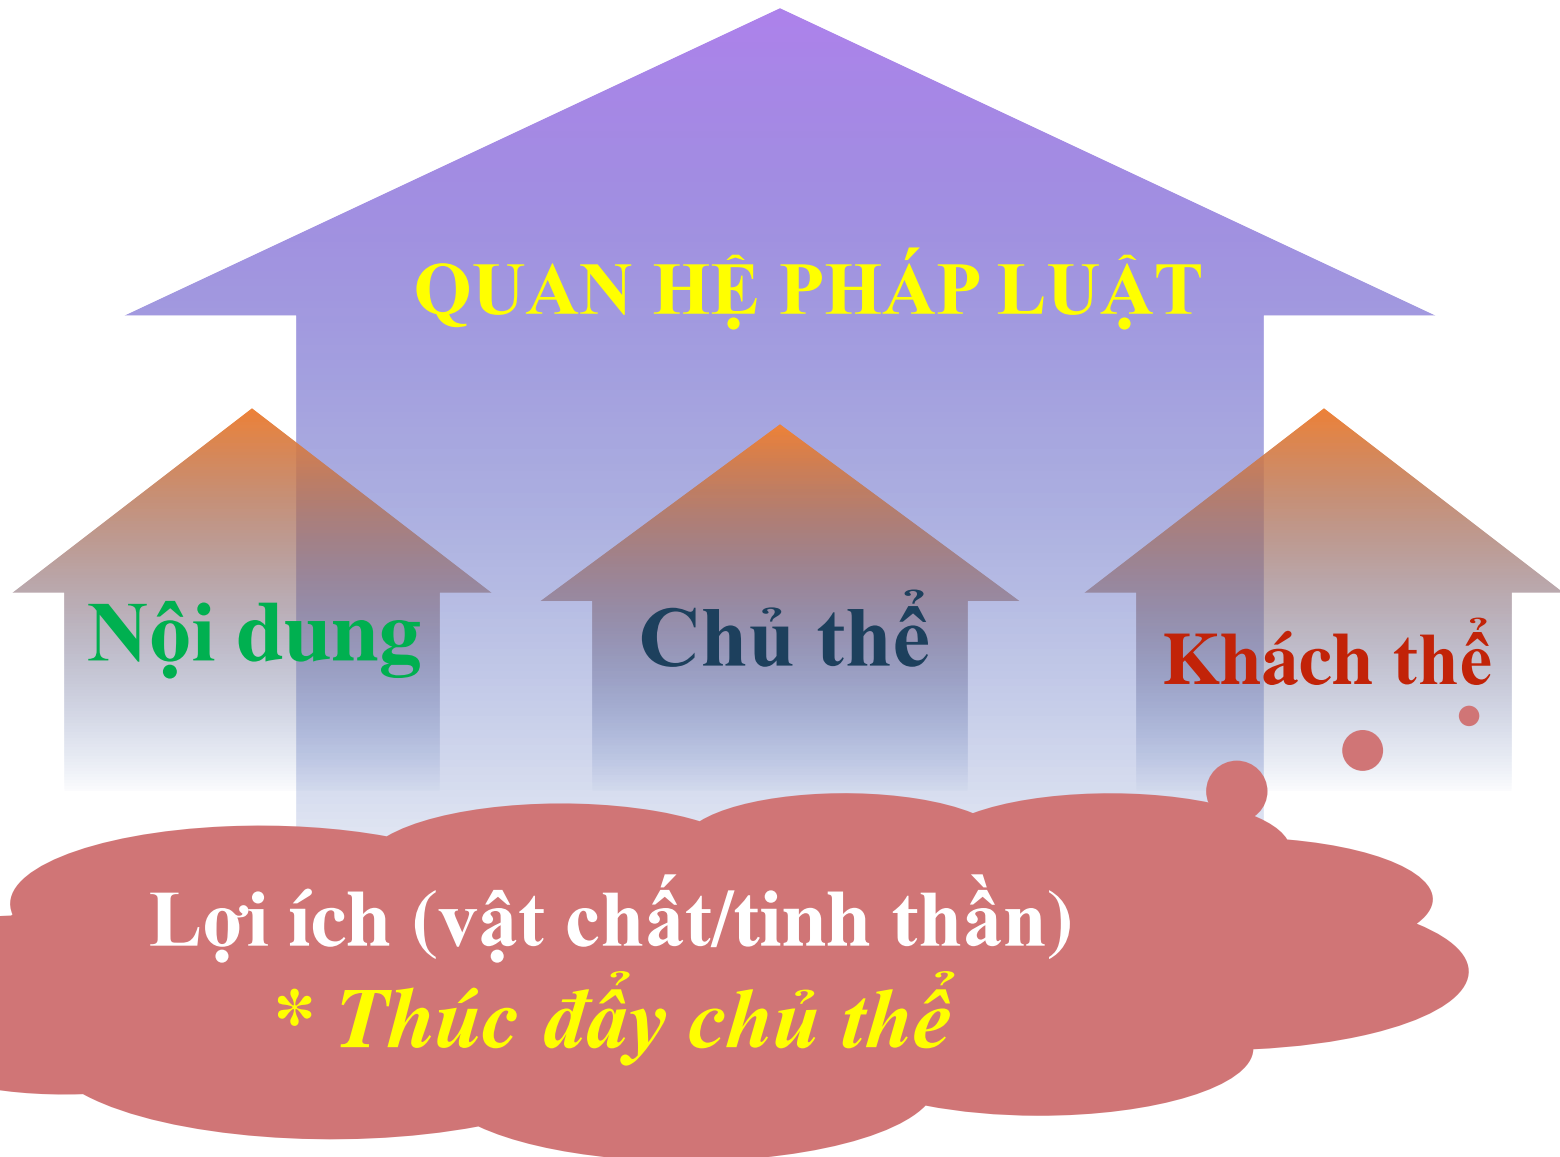 QUAN HỆ PHÁP LUẬT
Nội dung
Chủ thể
Khách thể
Lợi ích (vật chất/tinh thần)
* Thúc đẩy chủ thể